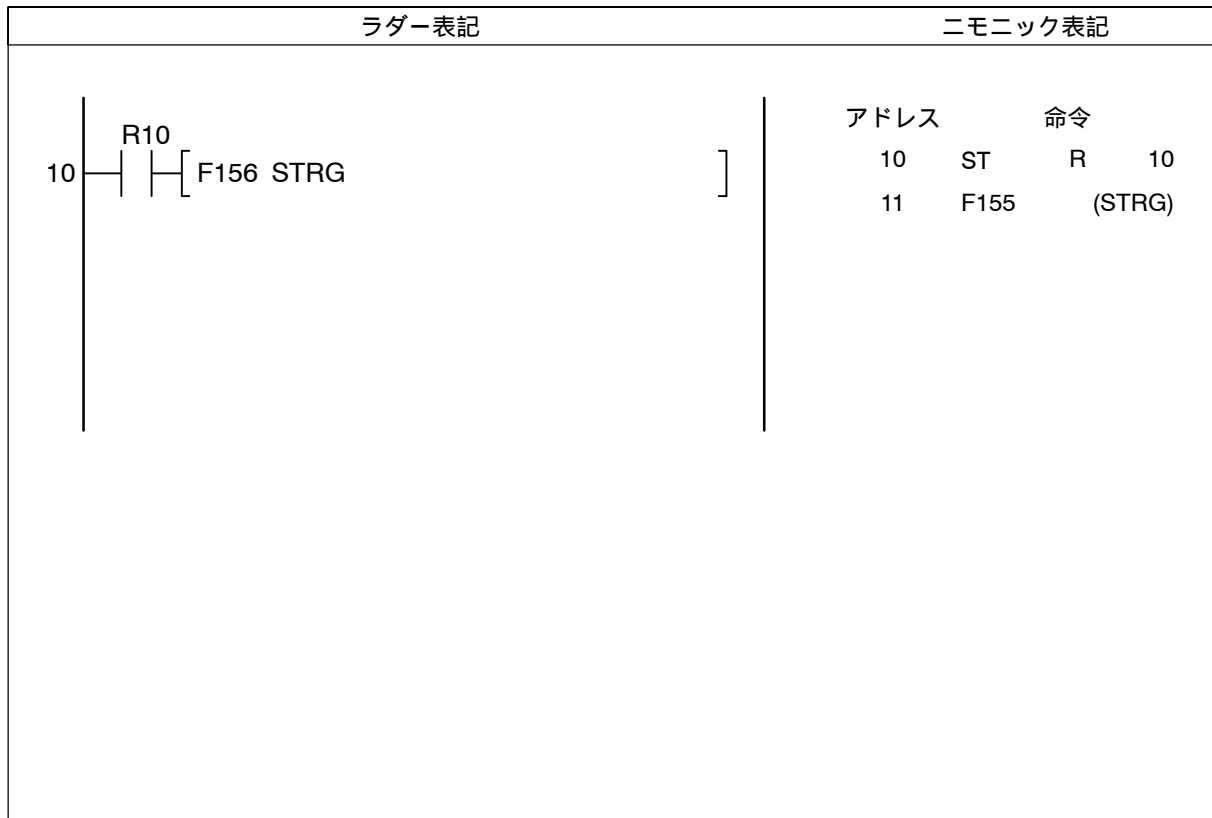 ラダー表記
ニモニック表記
R10
10
F156 STRG
アドレス 命令
10 ST R 10
11 F155 (STRG)